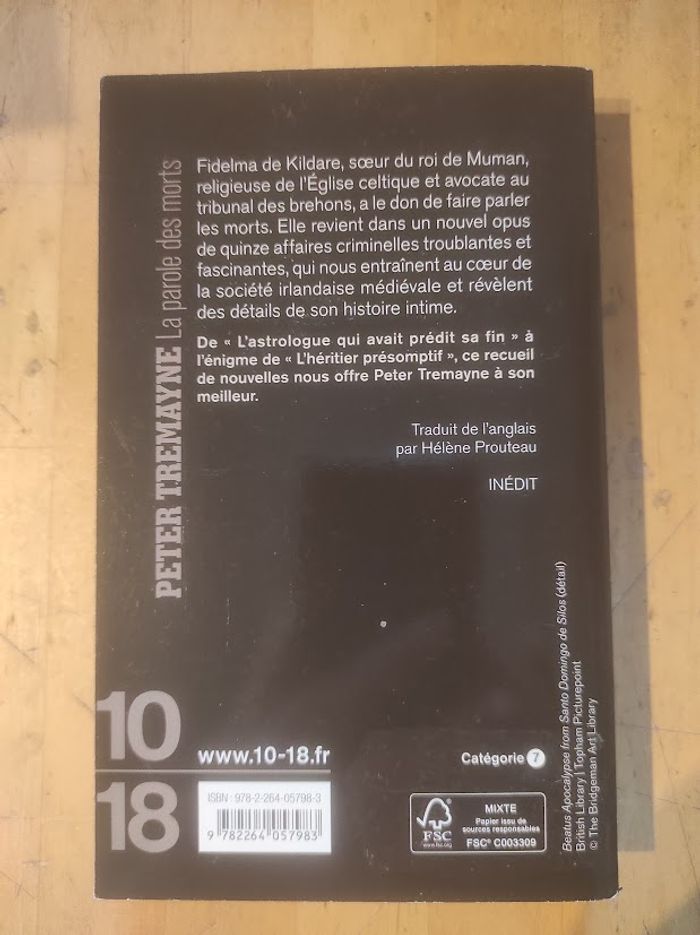 PETER TREMAYNE La parole des morts
Fidelma de Kildare, sœur du roi de Muman,
religieuse de l'Église celtique et avocate au
tribunal des brehons, a le don de faire parler
les morts. Elle revient dans un nouvel opus
de quinze affaires criminelles troublantes et
fascinantes, qui nous entraînent au cœur de
la société irlandaise médiévale et révèlent
des détails de son histoire intime.
De « L'astrologue qui avait prédit sa fin » à
l'énigme de « L'héritier présomptif », ce recueil
de nouvelles nous offre Peter Tremayne à son
meilleur.
Traduit de l'anglais
par Hélène Prouteau
INÉDIT
10
18
www.10-18.fr
Catégorie 7
ISBN : 978-2-264-05798-3
9 782264 057983
FSC
www.fsc.org
MIXTE
Papier issu de
sources responsables
FSC® C003309
Beatus Apocalypse from Santo Domingo de Silos (détail)
British Library | Topham Picturepoint
© The Bridgeman Art Library